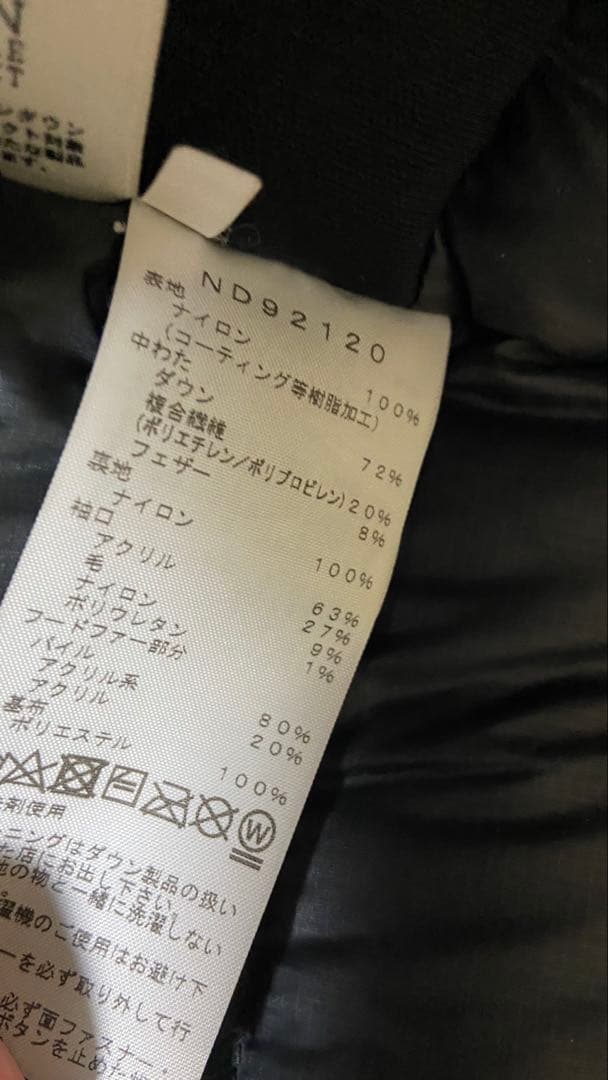 ND92120
表地
ナイロン 100%
(コーティング等樹脂加工)
中わた
ダウン 72%
複合繊維
(ポリエチレン/ポリプロピレン) 20%
フェザー 8%
裏地
ナイロン 100%
袖口
アクリル 63%
毛 27%
ナイロン 9%
ポリウレタン 1%
フードファー部分
パイル
アクリル系 80%
アクリル 20%
基布
ポリエステル 100%
W
剤使用
ニングはダウン製品の扱い
た店にお出し下さい。
他の物と一緒に洗濯しない
濯機のご使用はお避け下
ーを必ず取り外して行
必ず面ファスナー・
ボタンを止めた